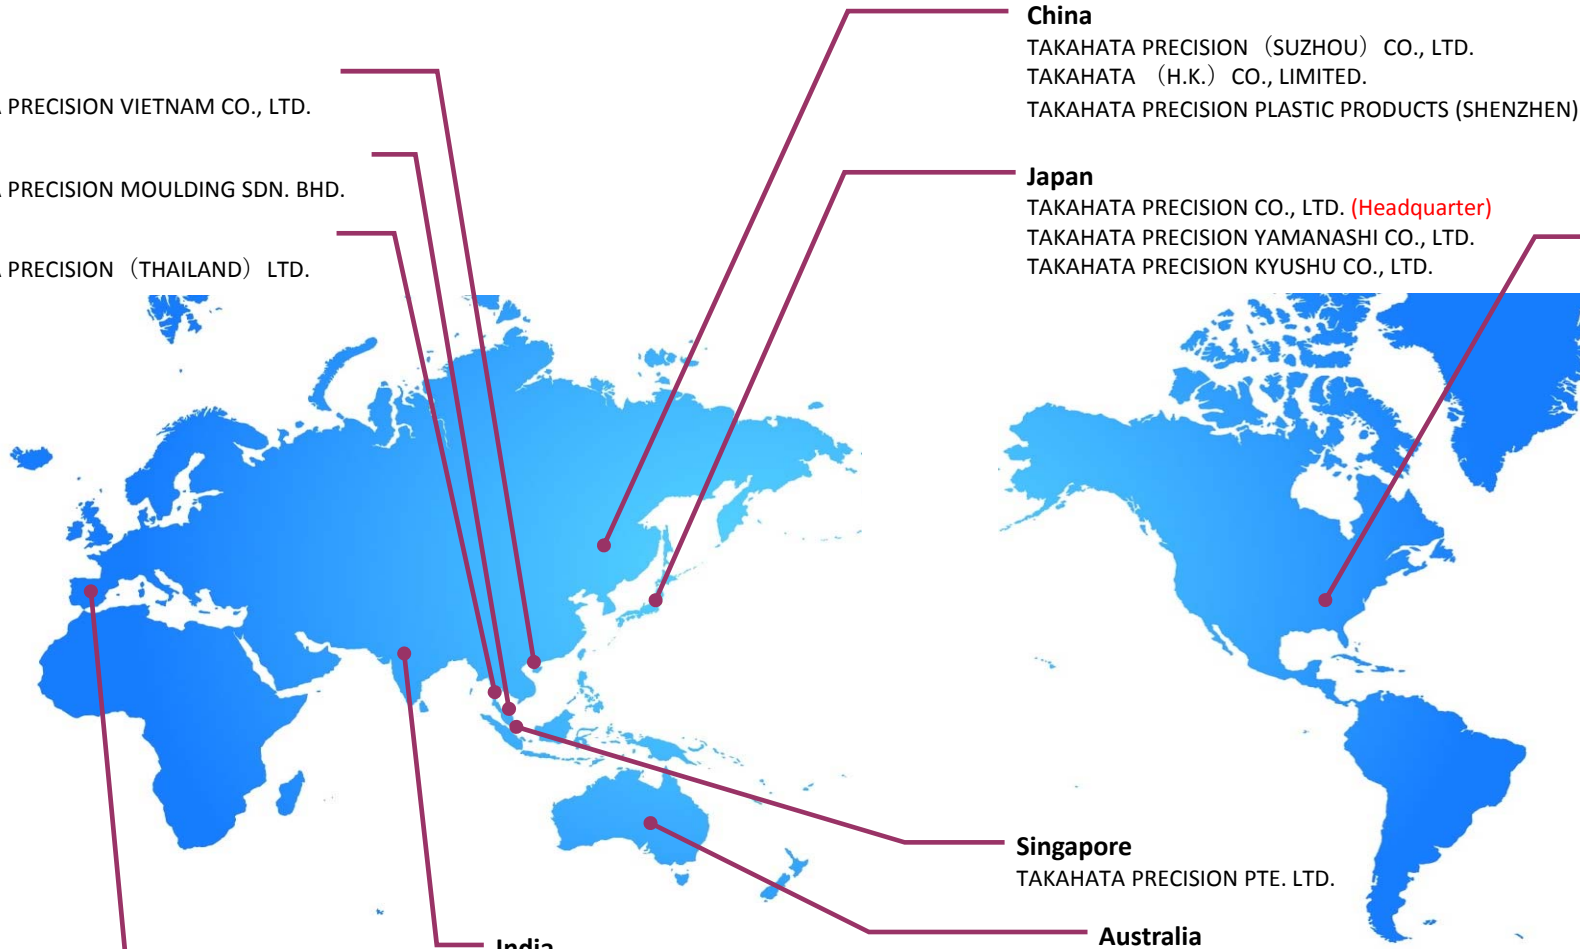 A PRECISION VIETNAM CO., LTD.
A PRECISION MOULDING SDN. BHD.
A PRECISION （THAILAND） LTD.
China
TAKAHATA PRECISION （SUZHOU） CO., LTD.
TAKAHATA （H.K.） CO., LIMITED.
TAKAHATA PRECISION PLASTIC PRODUCTS (SHENZHEN)
Japan
TAKAHATA PRECISION CO., LTD. (Headquarter)
TAKAHATA PRECISION YAMANASHI CO., LTD.
TAKAHATA PRECISION KYUSHU CO., LTD.
Singapore
TAKAHATA PRECISION PTE. LTD.
Australia
India